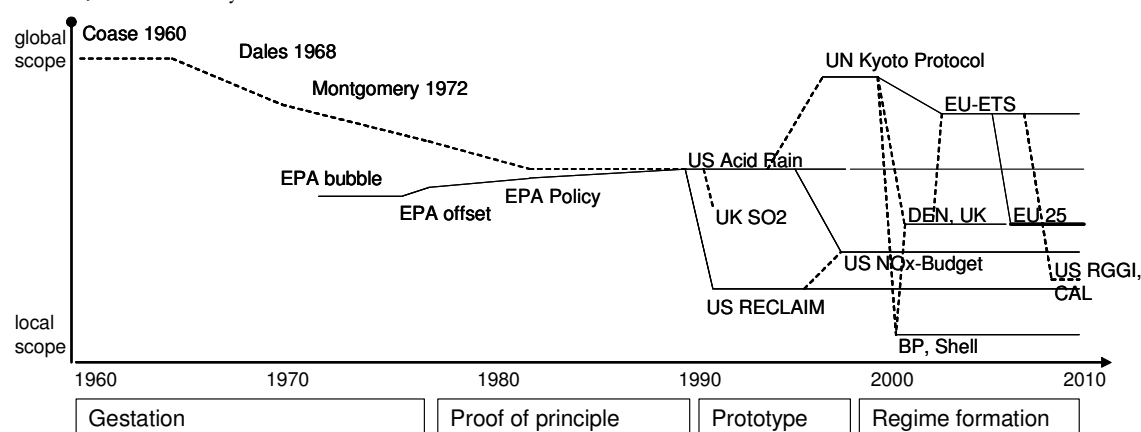 global
scope
Coase 1960
Dales 1968
Montgomery 1972
UN Kyoto Protocol
EU-ETS
US Acid Rain
EPA bubble
EPA offset
EPA Policy
UK SO2
DEN, UK
EU 25
US NOx-Budget
US RGGI,
CAL
US RECLAIM
local
scope
BP, Shell
1960 1970 1980 1990 2000 2010
Gestation Proof of principle Prototype Regime formation